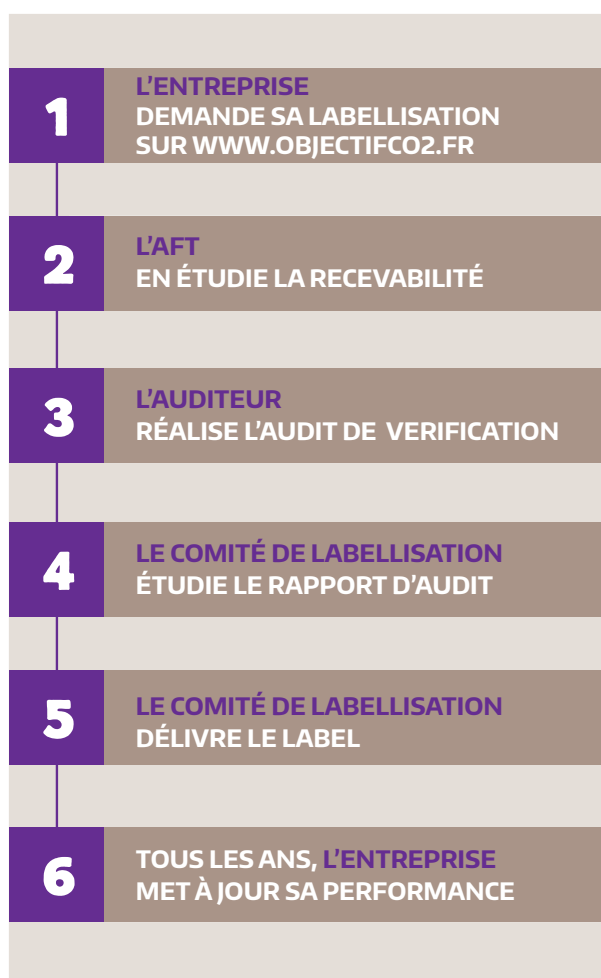 1
L'ENTREPRISE
DEMANDE SA LABELLISATION
SUR WWW.OBJECTIFCO2.FR
2
L'AFT
EN ÉTUDIE LA RECEVABILITÉ
3
L'AUDITEUR
RÉALISE L'AUDIT DE VERIFICATION
4
LE COMITÉ DE LABELLISATION
ÉTUDIE LE RAPPORT D'AUDIT
5
LE COMITÉ DE LABELLISATION
DÉLIVRE LE LABEL
6
TOUS LES ANS, L'ENTREPRISE
MET À JOUR SA PERFORMANCE